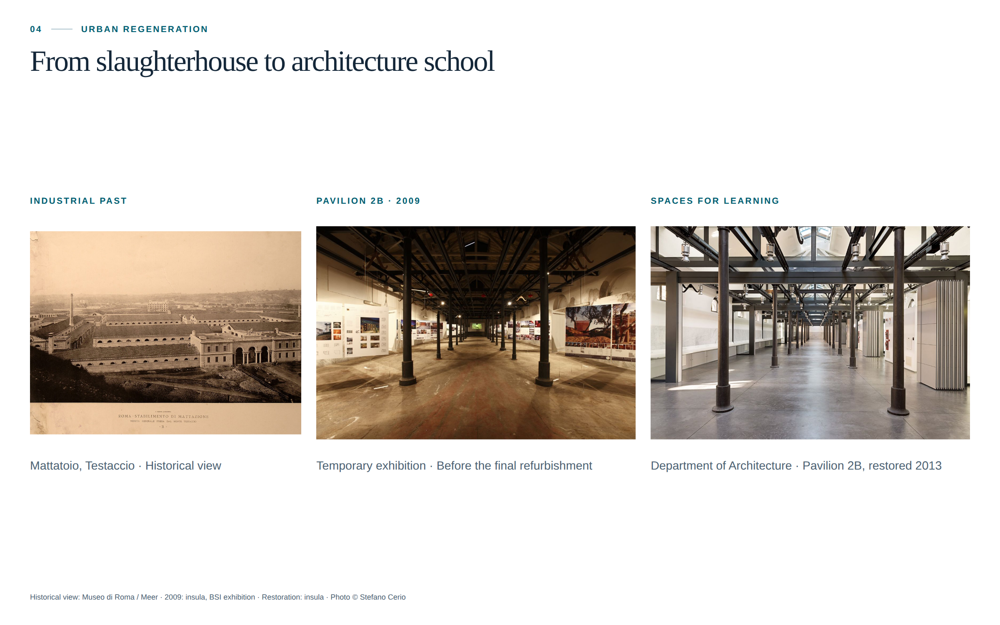 04 — URBAN REGENERATION
From slaughterhouse to architecture school
INDUSTRIAL PAST
PAVILION 2B · 2009
SPACES FOR LEARNING
ROMA · STABILIMENTO DI MATTAZIONE
VEDUTA GENERALE PRESA DAL MONTE TESTACCIO
· B ·
Mattatoio, Testaccio · Historical view
Temporary exhibition · Before the final refurbishment
Department of Architecture · Pavilion 2B, restored 2013
Historical view: Museo di Roma / Meer · 2009: insula, BSI exhibition · Restoration: insula · Photo © Stefano Cerio